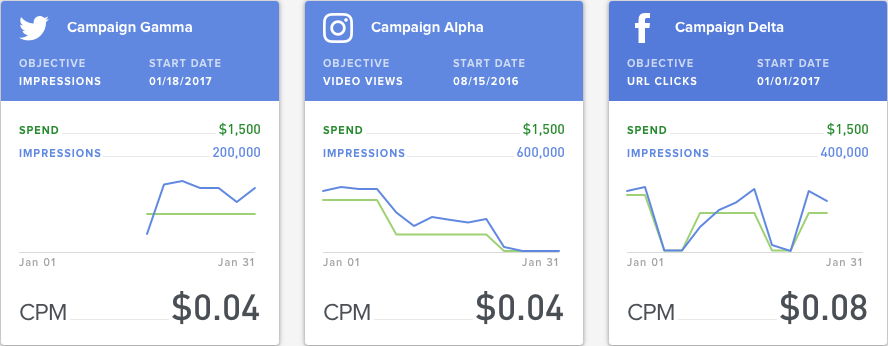 Campaign Gamma
OBJECTIVE START DATE
IMPRESSIONS 01/18/2017
SPEND $1,500
IMPRESSIONS 200,000
Jan 01 Jan 31
CPM $0.04
Campaign Alpha
OBJECTIVE START DATE
VIDEO VIEWS 08/15/2016
SPEND $1,500
IMPRESSIONS 600,000
Jan 01 Jan 31
CPM $0.04
Campaign Delta
OBJECTIVE START DATE
URL CLICKS 01/01/2017
SPEND $1,500
IMPRESSIONS 400,000
Jan 01 Jan 31
CPM $0.08